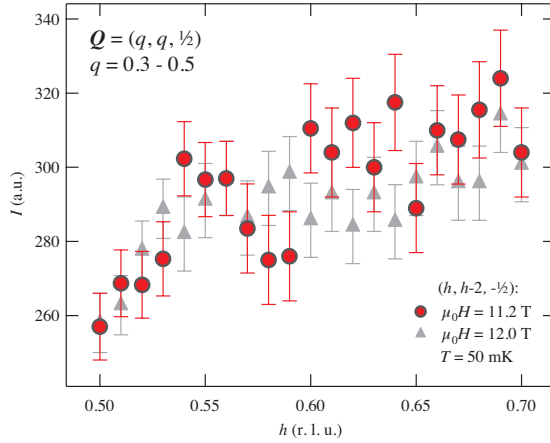 340
320
300
280
260
I (a.u.)
Q = (q, q, ½)
q = 0.3 - 0.5
(h, h-2, -½):
μ₀H = 11.2 T
μ₀H = 12.0 T
T = 50 mK
0.50 0.55 0.60 0.65 0.70
h (r. l. u.)